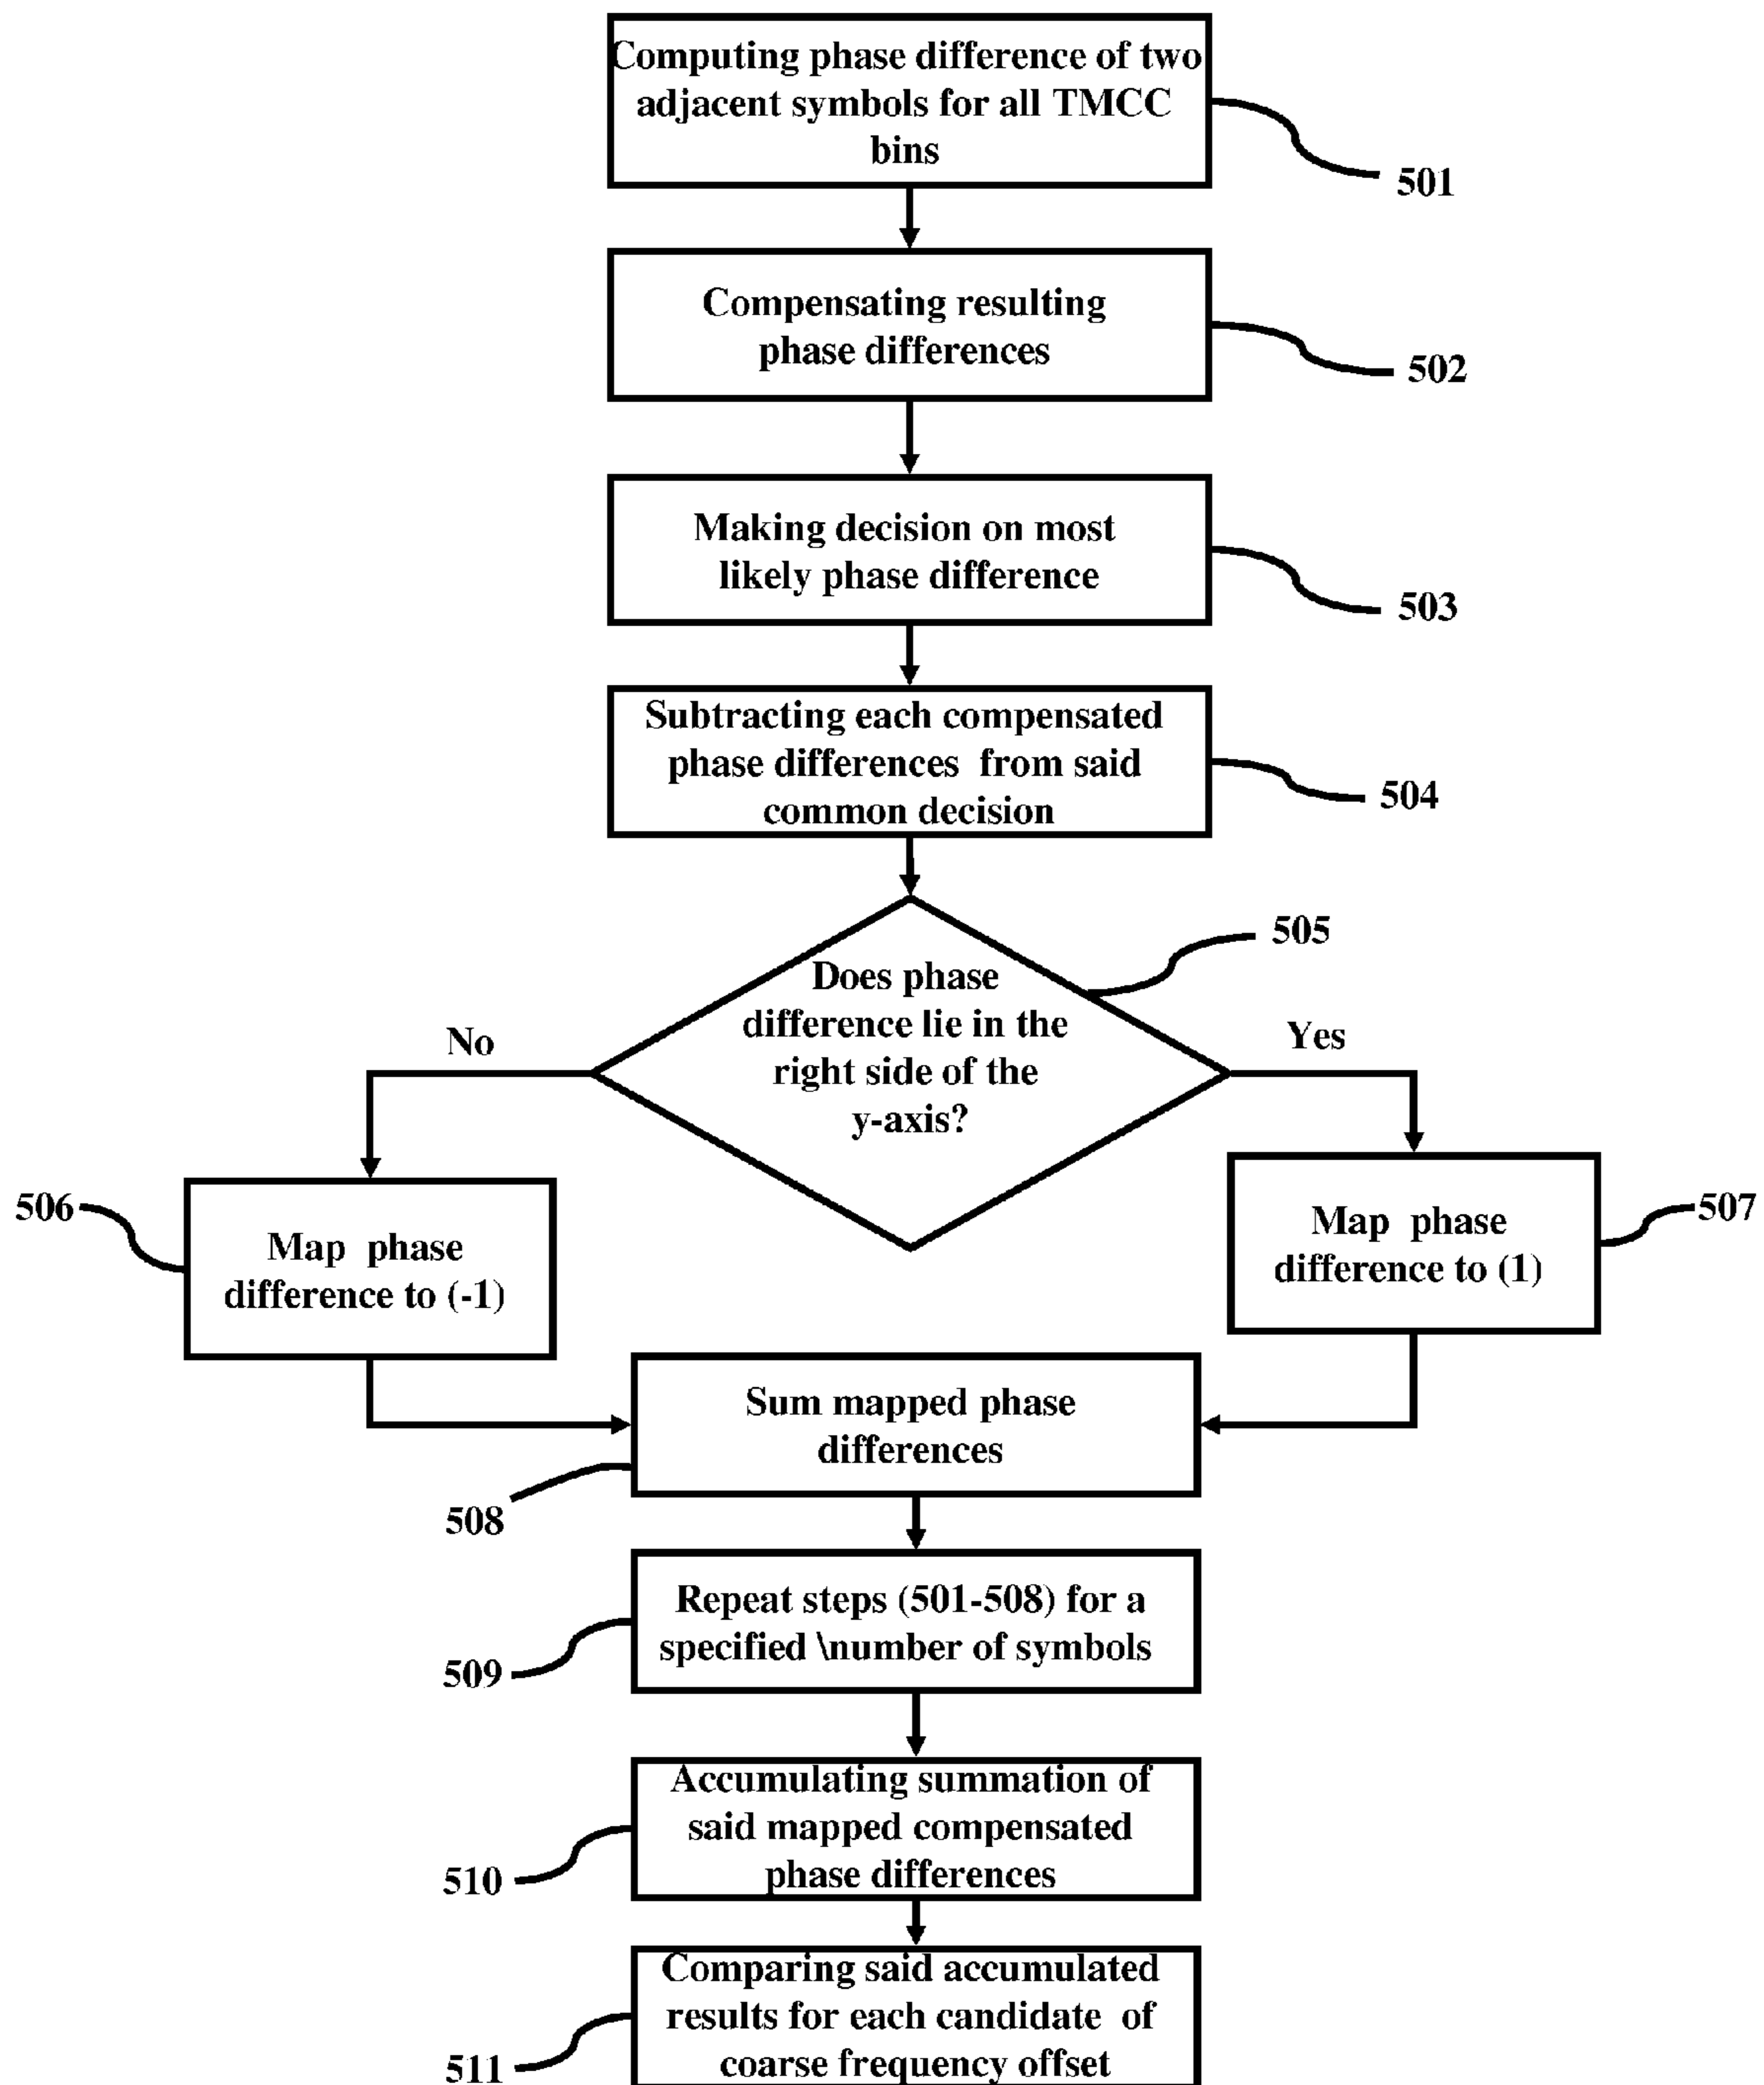 Computing phase difference of two
adjacent symbols for all TMCC
bins
501
Compensating resulting
phase differences
502
Making decision on most
likely phase difference
503
Subtracting each compensated
phase differences from said
common decision
504
505
Does phase
difference lie in the
right side of the
y-axis?
No
Yes
506
Map phase
difference to (-1)
507
Map phase
difference to (1)
Sum mapped phase
differences
508
Repeat steps (501-508) for a
specified \number of symbols
509
Accumulating summation of
said mapped compensated
phase differences
510
Comparing said accumulated
results for each candidate of
coarse frequency offset
511